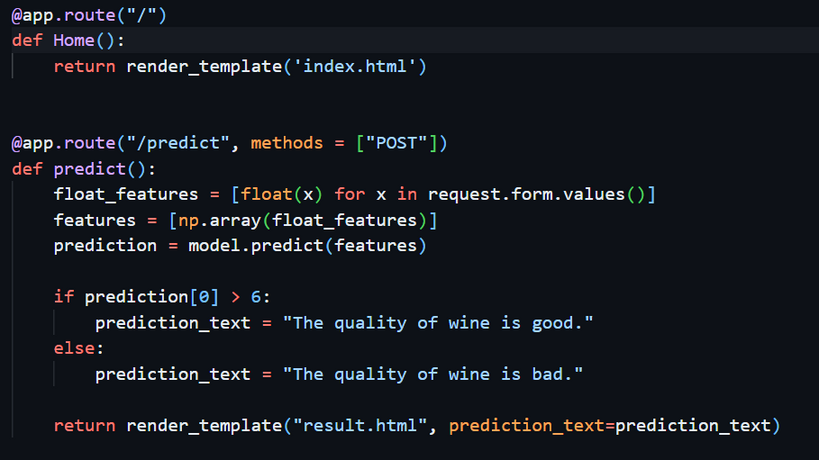 @app.route("/")
def Home():
    return render_template('index.html')
@app.route("/predict", methods = ["POST"])
def predict():
    float_features = [float(x) for x in request.form.values()]
    features = [np.array(float_features)]
    prediction = model.predict(features)
    if prediction[0] > 6:
        prediction_text = "The quality of wine is good."
    else:
        prediction_text = "The quality of wine is bad."
    return render_template("result.html", prediction_text=prediction_text)